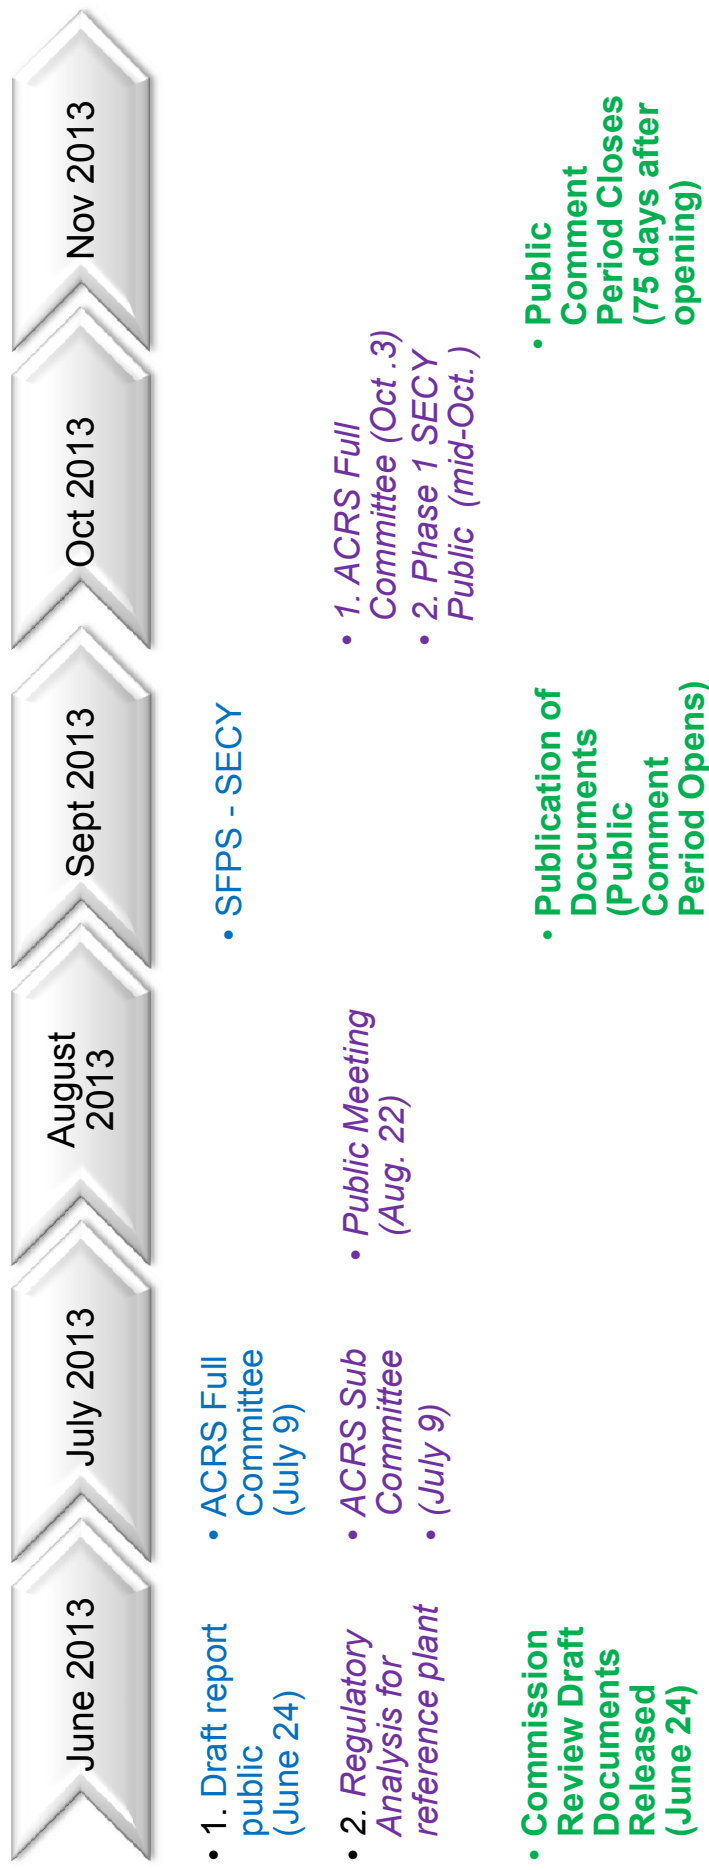 June 2013
July 2013
August
2013
Sept 2013
Oct 2013
Nov 2013
• 1. Draft report
public
(June 24)
• ACRS Full
Committee
(July 9)
• SFPS - SECY
• 2. Regulatory
Analysis for
reference plant
• ACRS Sub
Committee
• (July 9)
• Public Meeting
(Aug. 22)
• 1. ACRS Full
Committee (Oct .3)
• 2. Phase 1 SECY
Public (mid-Oct. )
• Commission
Review Draft
Documents
Released
(June 24)
• Publication of
Documents
(Public
Comment
Period Opens)
• Public
Comment
Period Closes
(75 days after
opening)